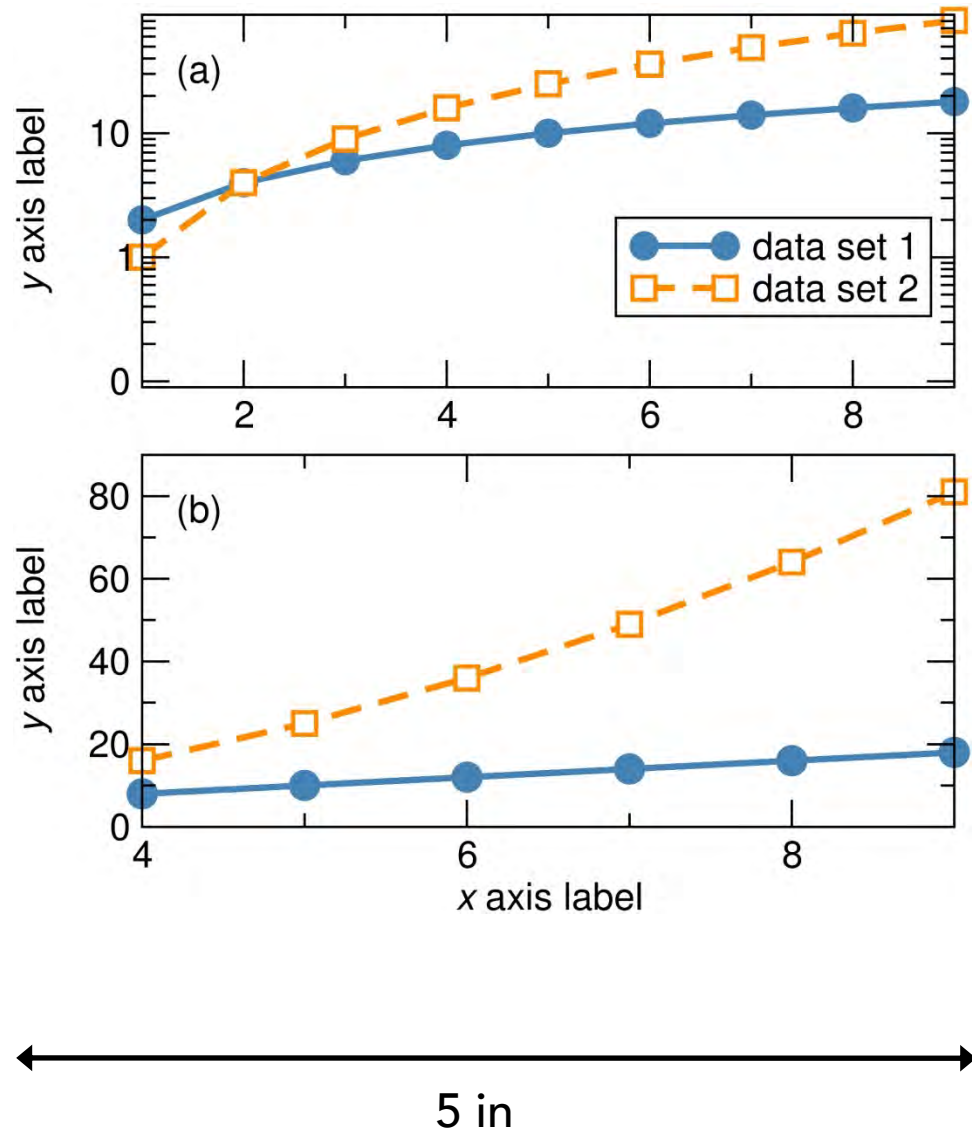 (a)
y axis label
10
1
0
data set 1
data set 2
2 4 6 8
(b)
y axis label
80
60
40
20
0
4 6 8
x axis label
5 in